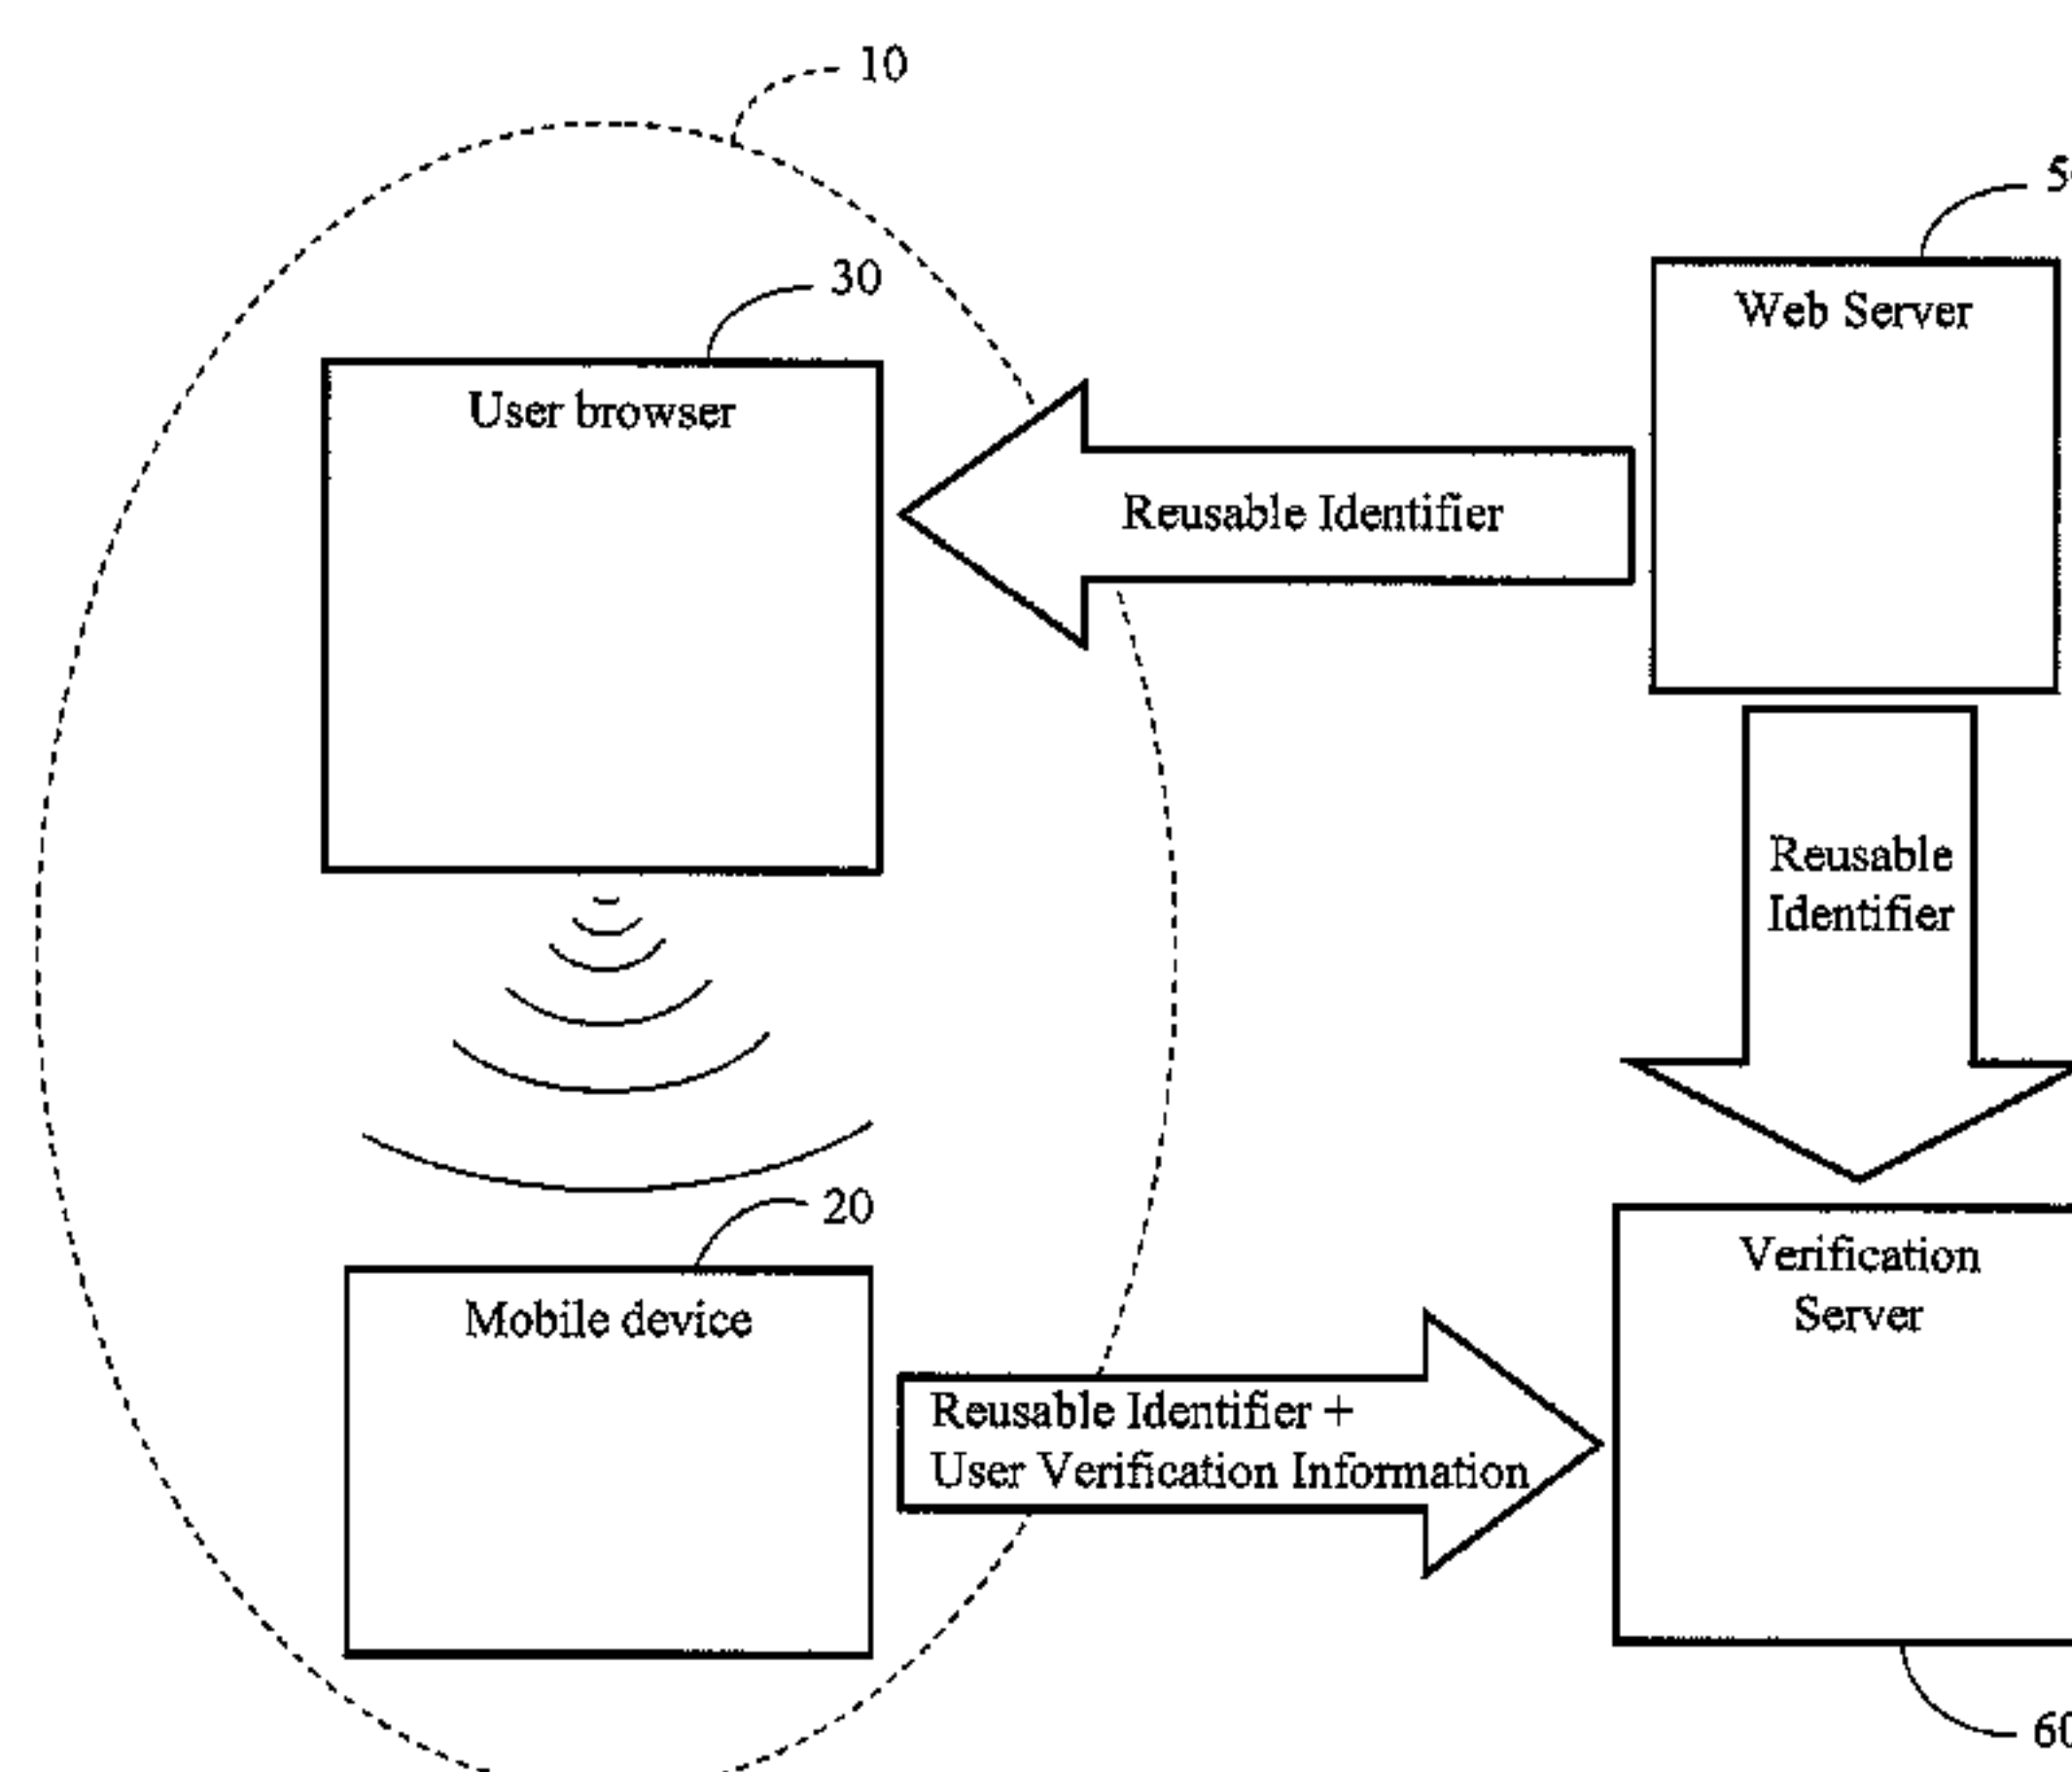 10
30
User browser
Web Server
Reusable Identifier
Reusable
Identifier
20
Mobile device
Verification
Server
Reusable Identifier +
User Verification Information
60